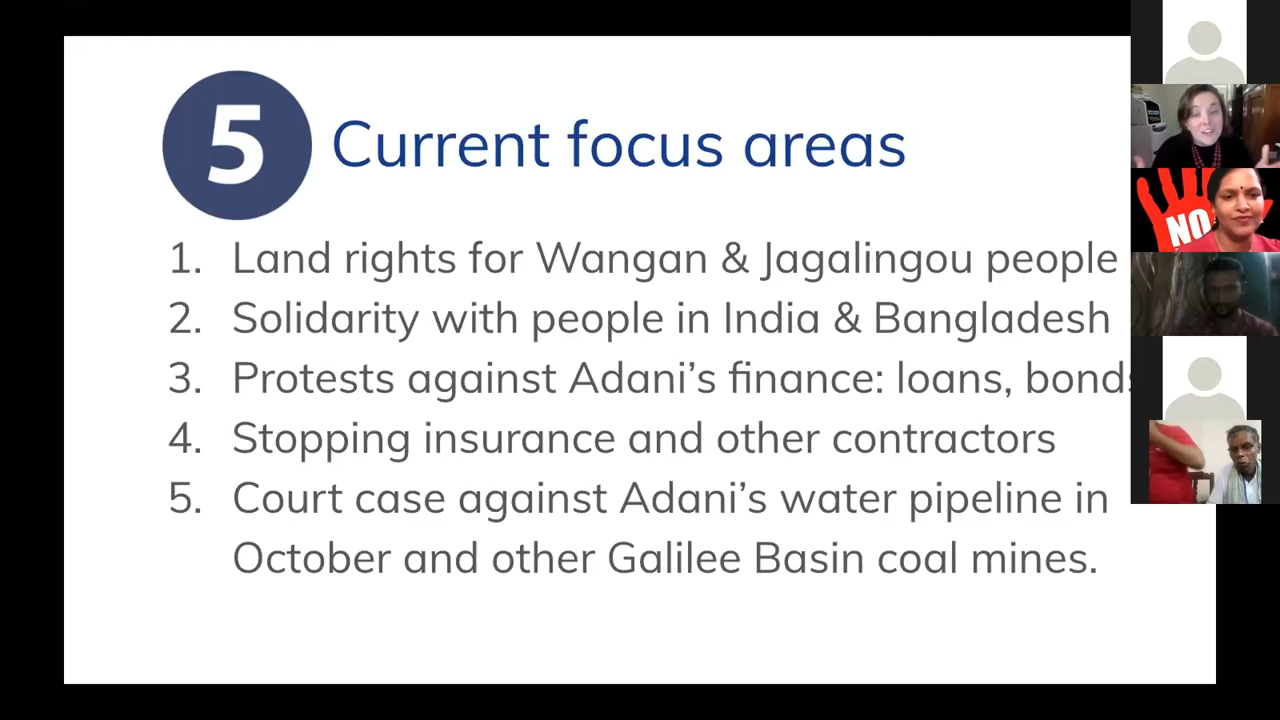 5 Current focus areas
1. Land rights for Wangan & Jagalingou people
2. Solidarity with people in India & Bangladesh
3. Protests against Adani’s finance: loans, bonds
4. Stopping insurance and other contractors
5. Court case against Adani’s water pipeline in
October and other Galilee Basin coal mines.
NO